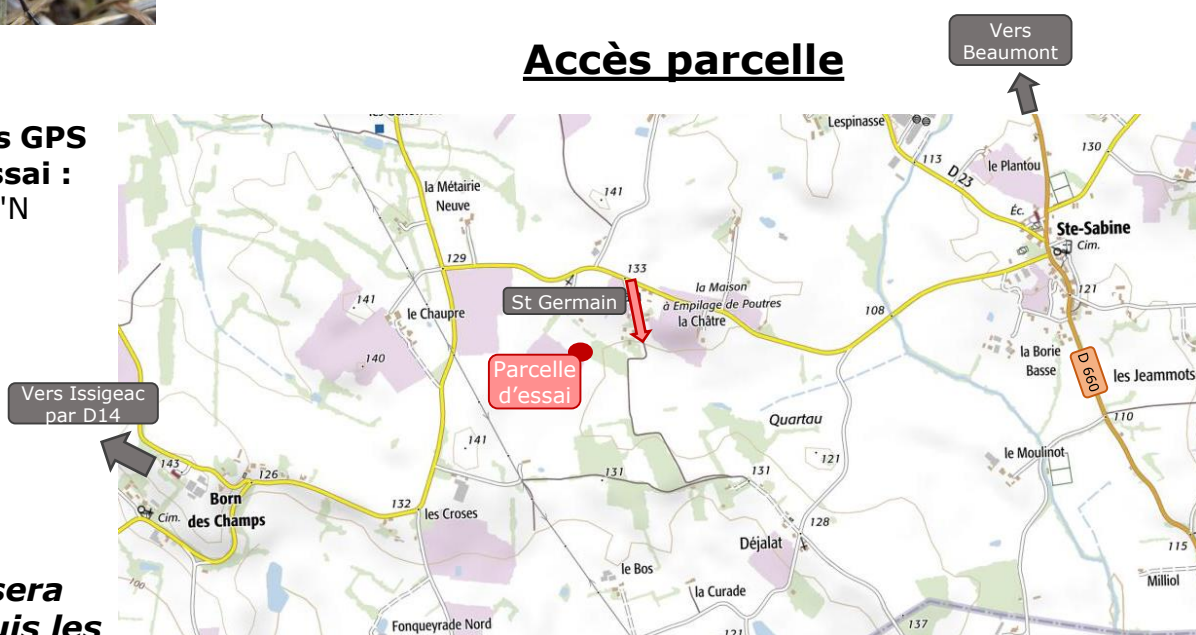 Accès parcelle
Vers
Beaumont
s GPS
ssai :
'N
Lespinasse
113
D 23
le Plantou
130
la Métairie
Neuve
141
Éc.
Ste-Sabine
Cim.
129
133
St Germain
la Maison
à Empilage de Poutres
la Châtre
121
141
le Chaupre
108
140
Parcelle
d'essai
la Borie
Basse
D 660
les Jeammots
Vers Issigeac
par D14
110
Quartau
141
121
le Moulinot
143
126
131
131
Born
des Champs
Cim.
132
les Croses
128
Déjalat
115
le Bos
la Curade
Milliol
100
sera
uis les
Fonqueyrade Nord
121
137